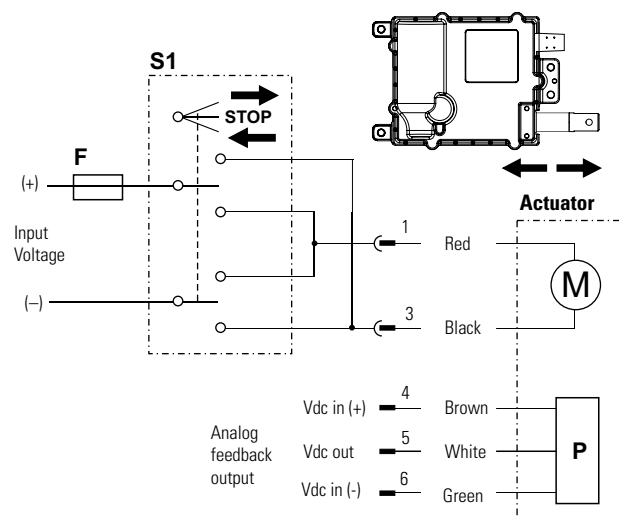 S1
STOP
F
(+)
Input
Voltage
(–)
Actuator
1
Red
M
3
Black
Analog
feedback
output
Vdc in (+)
4
Brown
Vdc out
5
White
P
Vdc in (-)
6
Green